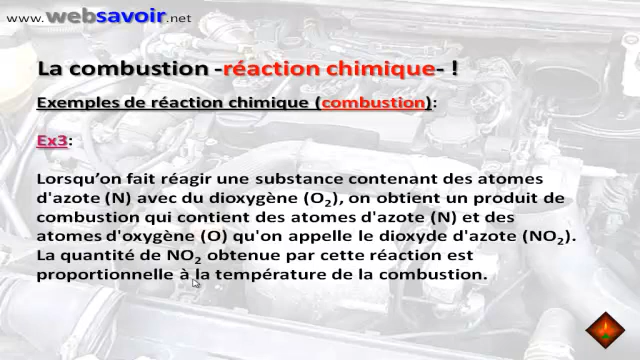 www.websavoir.net
La combustion -réaction chimique- !
Exemples de réaction chimique (combustion):
Ex3:
Lorsqu'on fait réagir une substance contenant des atomes
d'azote (N) avec du dioxygène (O₂), on obtient un produit de
combustion qui contient des atomes d'azote (N) et des
atomes d'oxygène (O) qu'on appelle le dioxyde d'azote (NO₂).
La quantité de NO₂ obtenue par cette réaction est
proportionnelle à la température de la combustion.